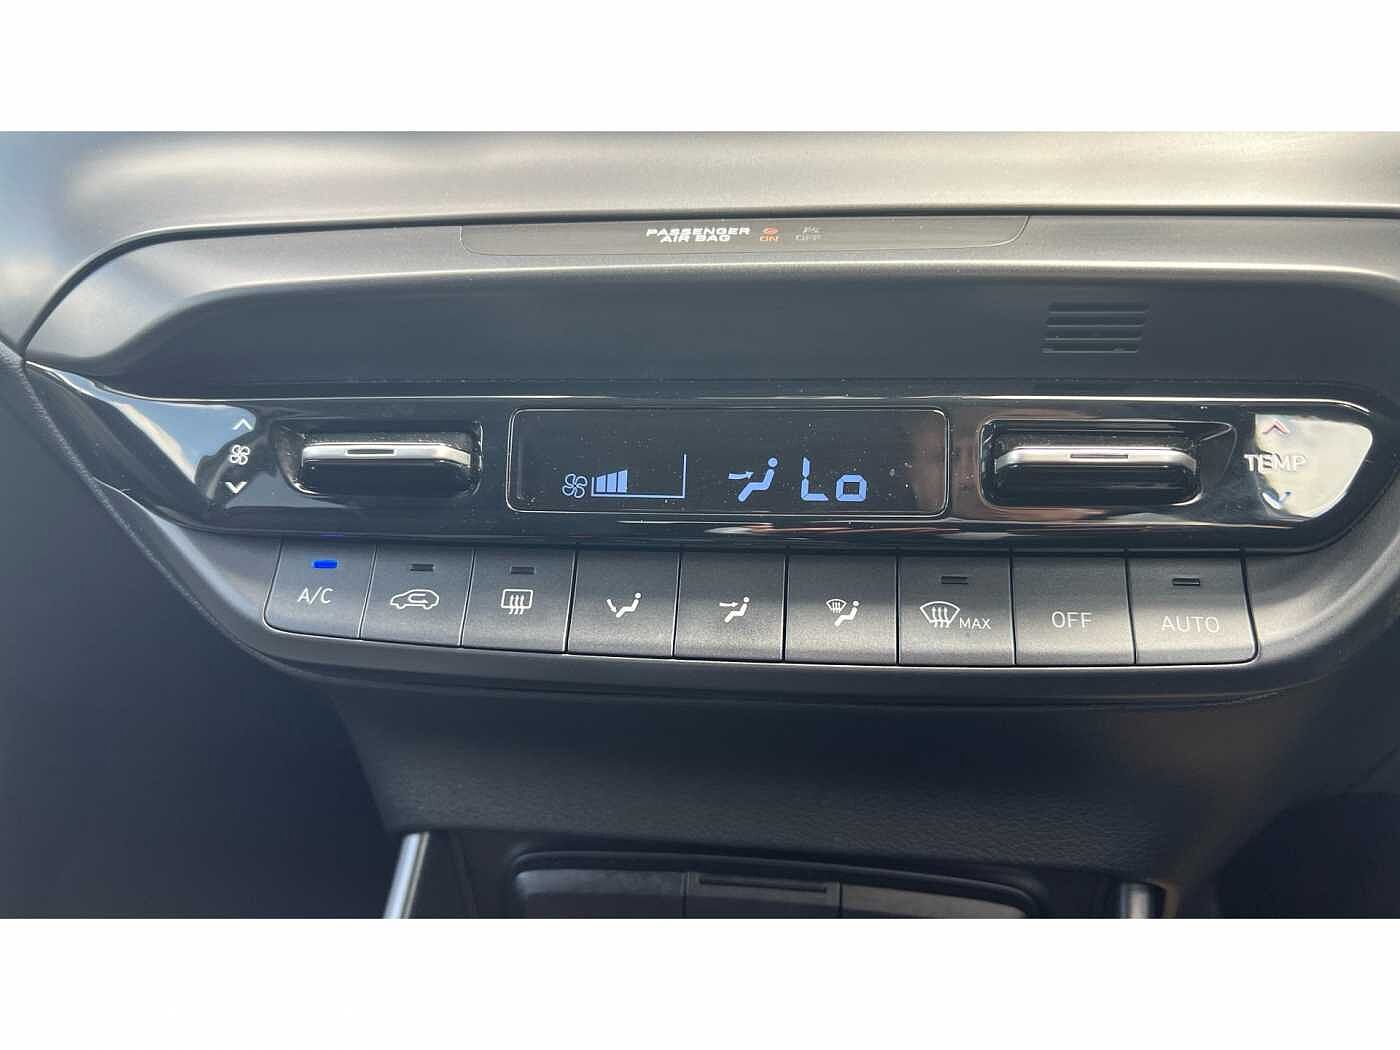 PASSENGER
AIR BAG
ON OFF
Lo
TEMP
A/C
MAX
OFF
AUTO